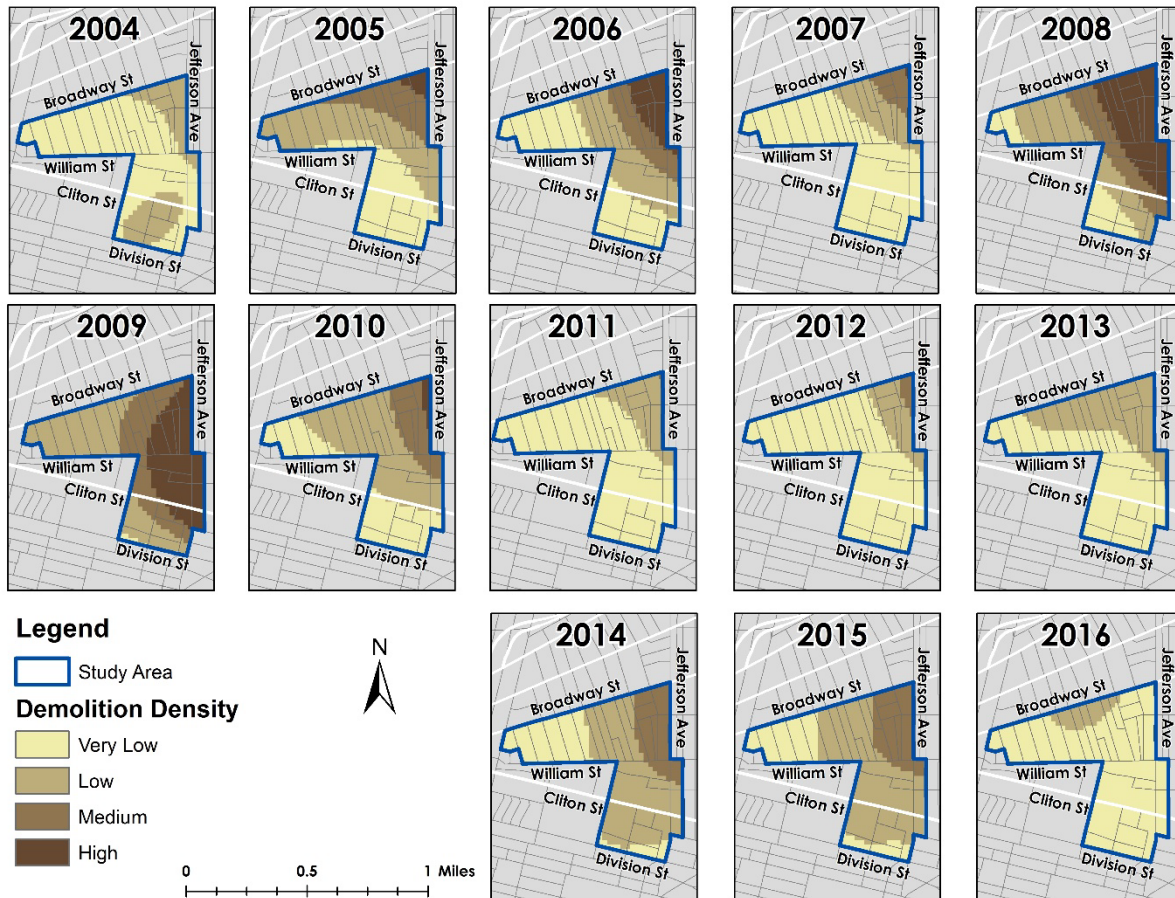 2004
Jefferson Ave
Broadway St
William St
Cliton St
Division St
2005
Jefferson Ave
Broadway St
William St
Cliton St
Division St
2006
Jefferson Ave
Broadway St
William St
Cliton St
Division St
2007
Jefferson Ave
Broadway St
William St
Cliton St
Division St
2008
Jefferson Ave
Broadway St
William St
Cliton St
Division St
2009
Jefferson Ave
Broadway St
William St
Cliton St
Division St
2010
Jefferson Ave
Broadway St
William St
Cliton St
Division St
2011
Jefferson Ave
Broadway St
William St
Cliton St
Division St
2012
Jefferson Ave
Broadway St
William St
Cliton St
Division St
2013
Jefferson Ave
Broadway St
William St
Cliton St
Division St
Legend
Study Area
Demolition Density
Very Low
Low
Medium
High
N
0 0.5 1 Miles
2014
Jefferson Ave
Broadway St
William St
Cliton St
Division St
2015
Jefferson Ave
Broadway St
William St
Cliton St
Division St
2016
Jefferson Ave
Broadway St
William St
Cliton St
Division St